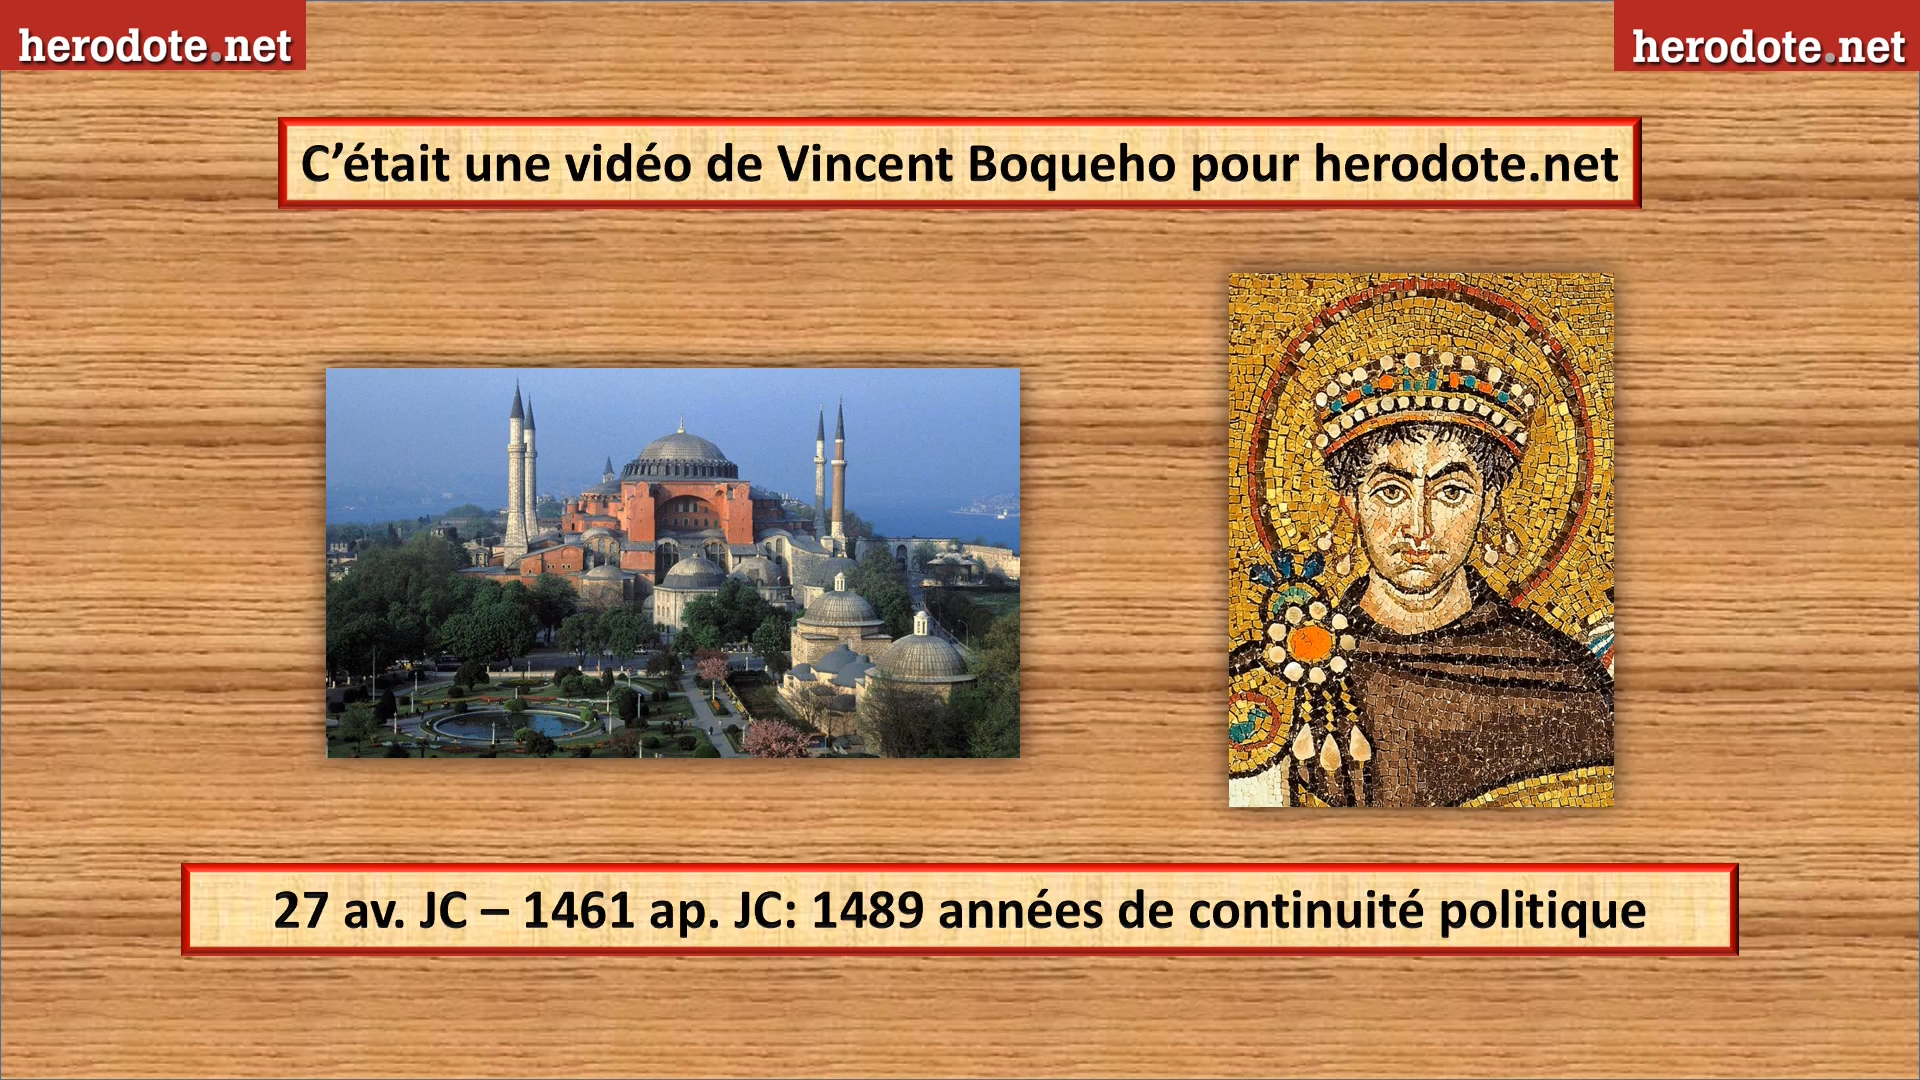 herodote.net
herodote.net
C’était une vidéo de Vincent Boqueho pour herodote.net
27 av. JC – 1461 ap. JC: 1489 années de continuité politique